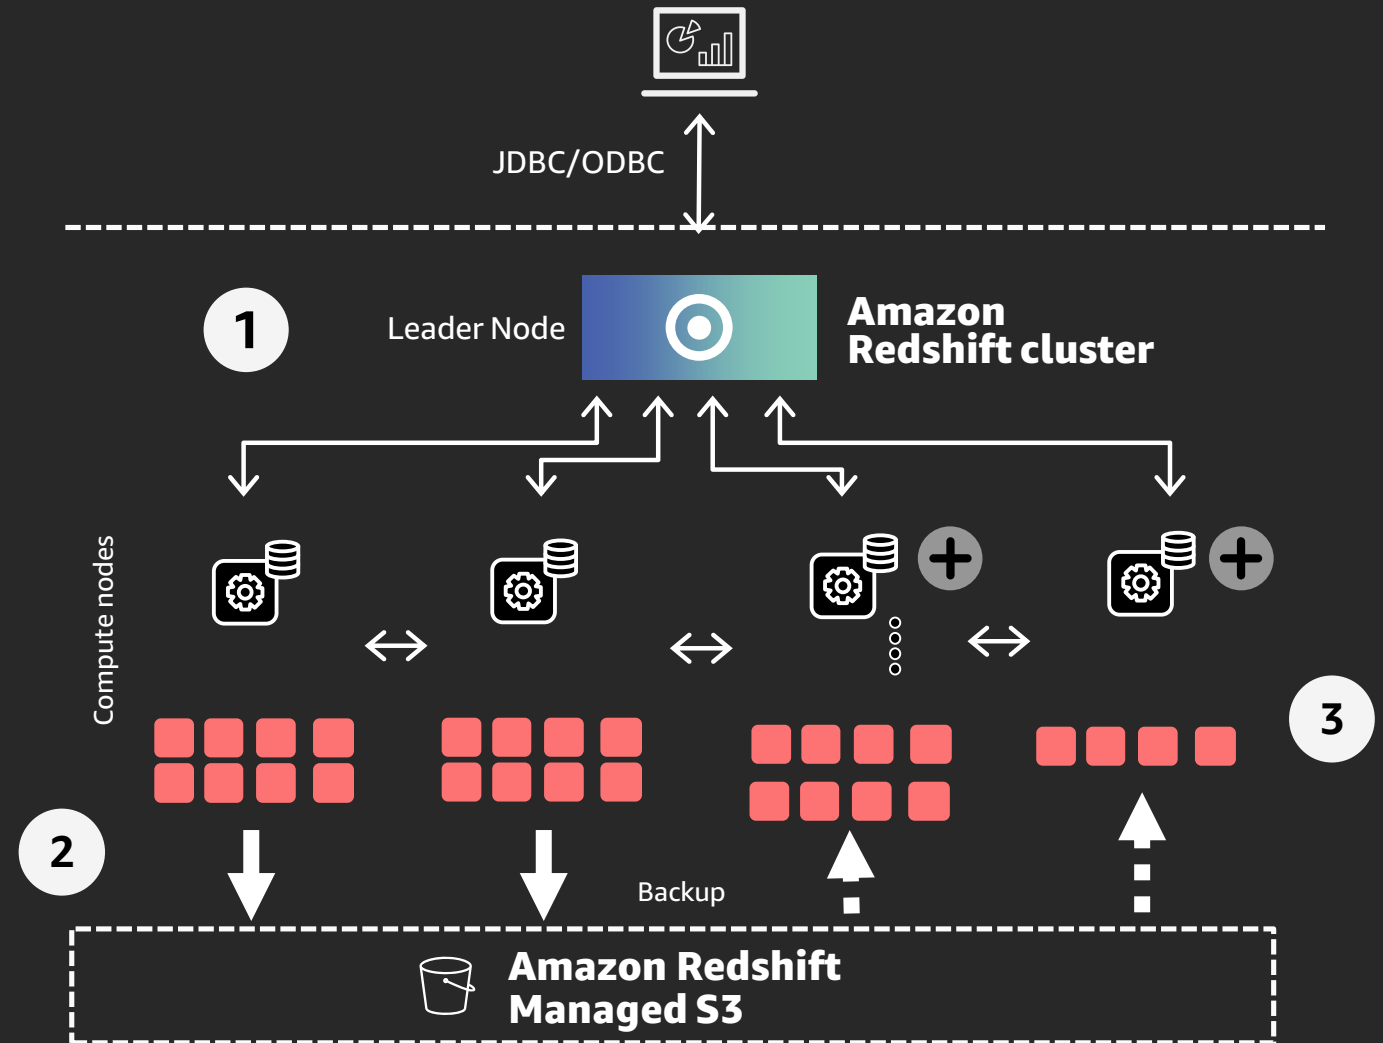 JDBC/ODBC
1
Leader Node
Amazon
Redshift cluster
Compute nodes
3
2
Backup
Amazon Redshift
Managed S3